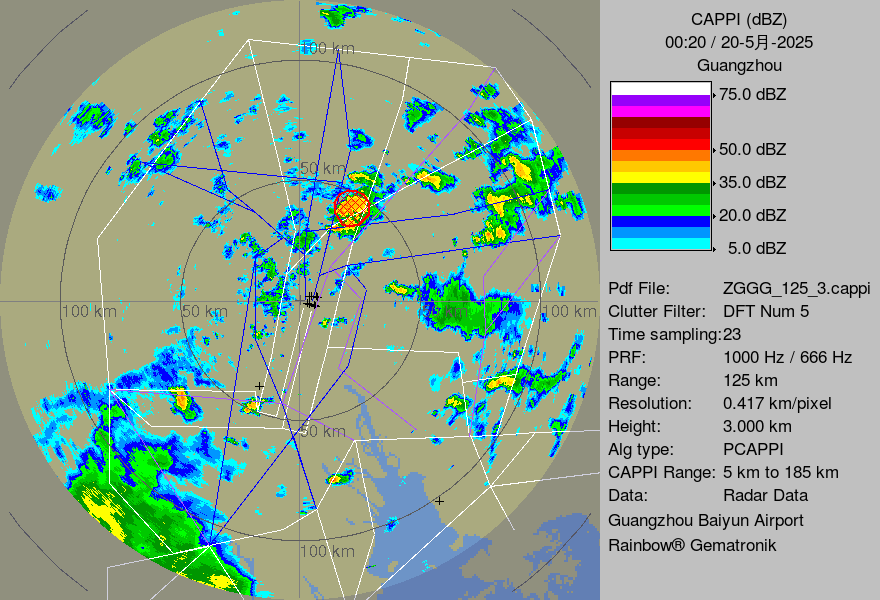 CAPPI (dBZ)
00:20 / 20-5月-2025
Guangzhou
75.0 dBZ
50.0 dBZ
35.0 dBZ
20.0 dBZ
5.0 dBZ
Pdf File: ZGGG_125_3.cappi
Clutter Filter: DFT Num 5
Time sampling:23
PRF: 1000 Hz / 666 Hz
Range: 125 km
Resolution: 0.417 km/pixel
Height: 3.000 km
Alg type: PCAPPI
CAPPI Range: 5 km to 185 km
Data: Radar Data
Guangzhou Baiyun Airport
Rainbow® Gematronik
100 km
50 km
100 km
50 km
100 km
50 km
100 km